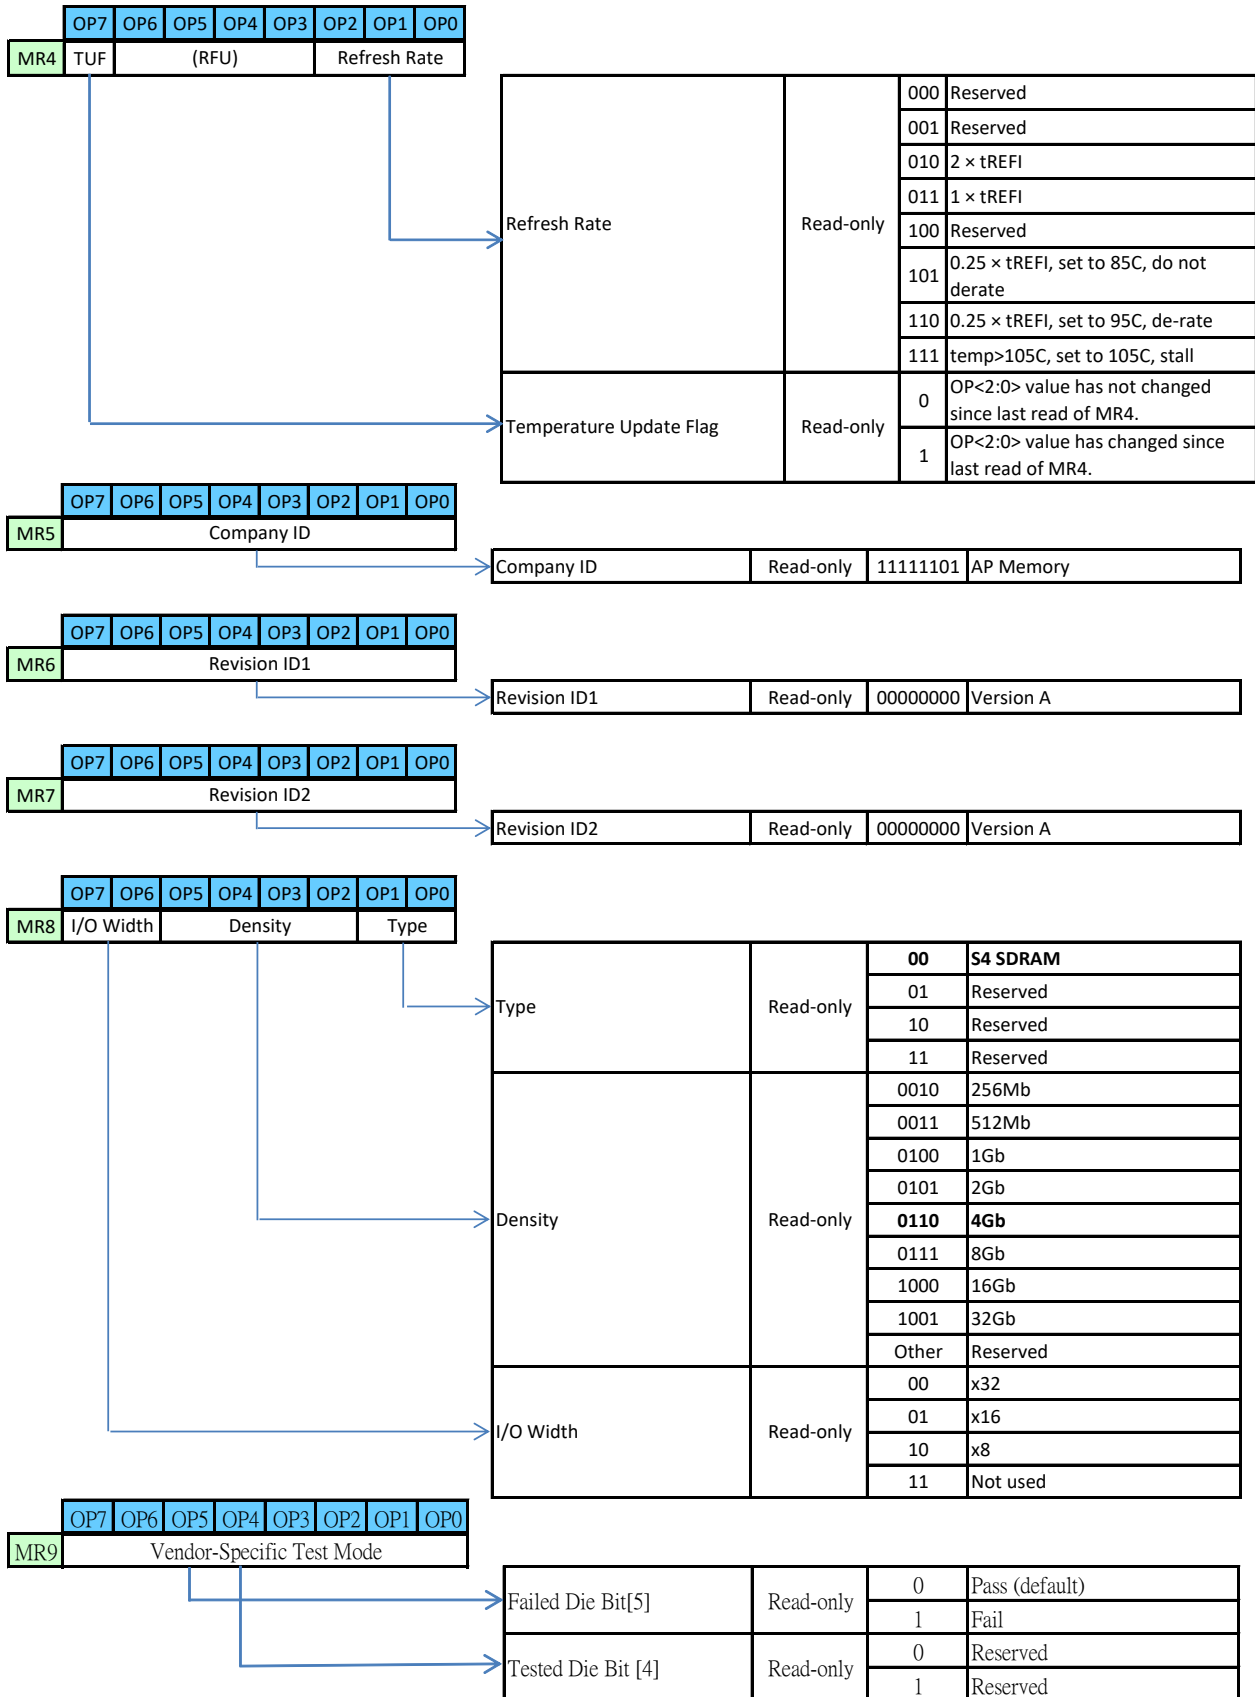 OP7 OP6 OP5 OP4 OP3 OP2 OP1 OP0
MR4 TUF (RFU) Refresh Rate
Refresh Rate Read-only
000 Reserved
001 Reserved
010 2 × tREFI
011 1 × tREFI
100 Reserved
101 0.25 × tREFI, set to 85C, do not
derate
110 0.25 × tREFI, set to 95C, de-rate
111 temp>105C, set to 105C, stall
Temperature Update Flag Read-only
0 OP<2:0> value has not changed
since last read of MR4.
1 OP<2:0> value has changed since
last read of MR4.
OP7 OP6 OP5 OP4 OP3 OP2 OP1 OP0
MR5 Company ID
Company ID Read-only 11111101 AP Memory
OP7 OP6 OP5 OP4 OP3 OP2 OP1 OP0
MR6 Revision ID1
Revision ID1 Read-only 00000000 Version A
OP7 OP6 OP5 OP4 OP3 OP2 OP1 OP0
MR7 Revision ID2
Revision ID2 Read-only 00000000 Version A
OP7 OP6 OP5 OP4 OP3 OP2 OP1 OP0
MR8 I/O Width Density Type
Type Read-only
00 S4 SDRAM
01 Reserved
10 Reserved
11 Reserved
Density Read-only
0010 256Mb
0011 512Mb
0100 1Gb
0101 2Gb
0110 4Gb
0111 8Gb
1000 16Gb
1001 32Gb
Other Reserved
I/O Width Read-only
00 x32
01 x16
10 x8
11 Not used
OP7 OP6 OP5 OP4 OP3 OP2 OP1 OP0
MR9 Vendor-Specific Test Mode
Failed Die Bit[5] Read-only
0 Pass (default)
1 Fail
Tested Die Bit [4] Read-only
0 Reserved
1 Reserved